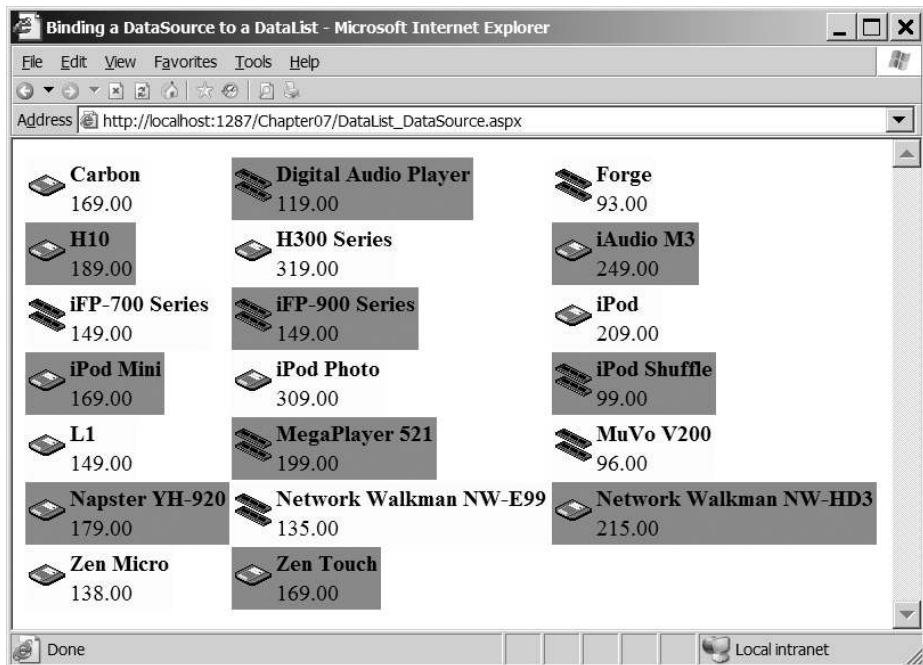 Binding a DataSource to a DataList - Microsoft Internet Explorer
File Edit View Favorites Tools Help
Address http://localhost:1287/Chapter07/DataList_DataSource.aspx
Carbon Digital Audio Player Forge
169.00 119.00 93.00
H10 H300 Series iAudio M3
189.00 319.00 249.00
iFP-700 Series iFP-900 Series iPod
149.00 149.00 209.00
iPod Mini iPod Photo iPod Shuffle
169.00 309.00 99.00
L1 MegaPlayer 521 MuVo V200
149.00 199.00 96.00
Napster YH-920 Network Walkman NW-E99 Network Walkman NW-HD3
179.00 135.00 215.00
Zen Micro Zen Touch
138.00 169.00
Done Local intranet